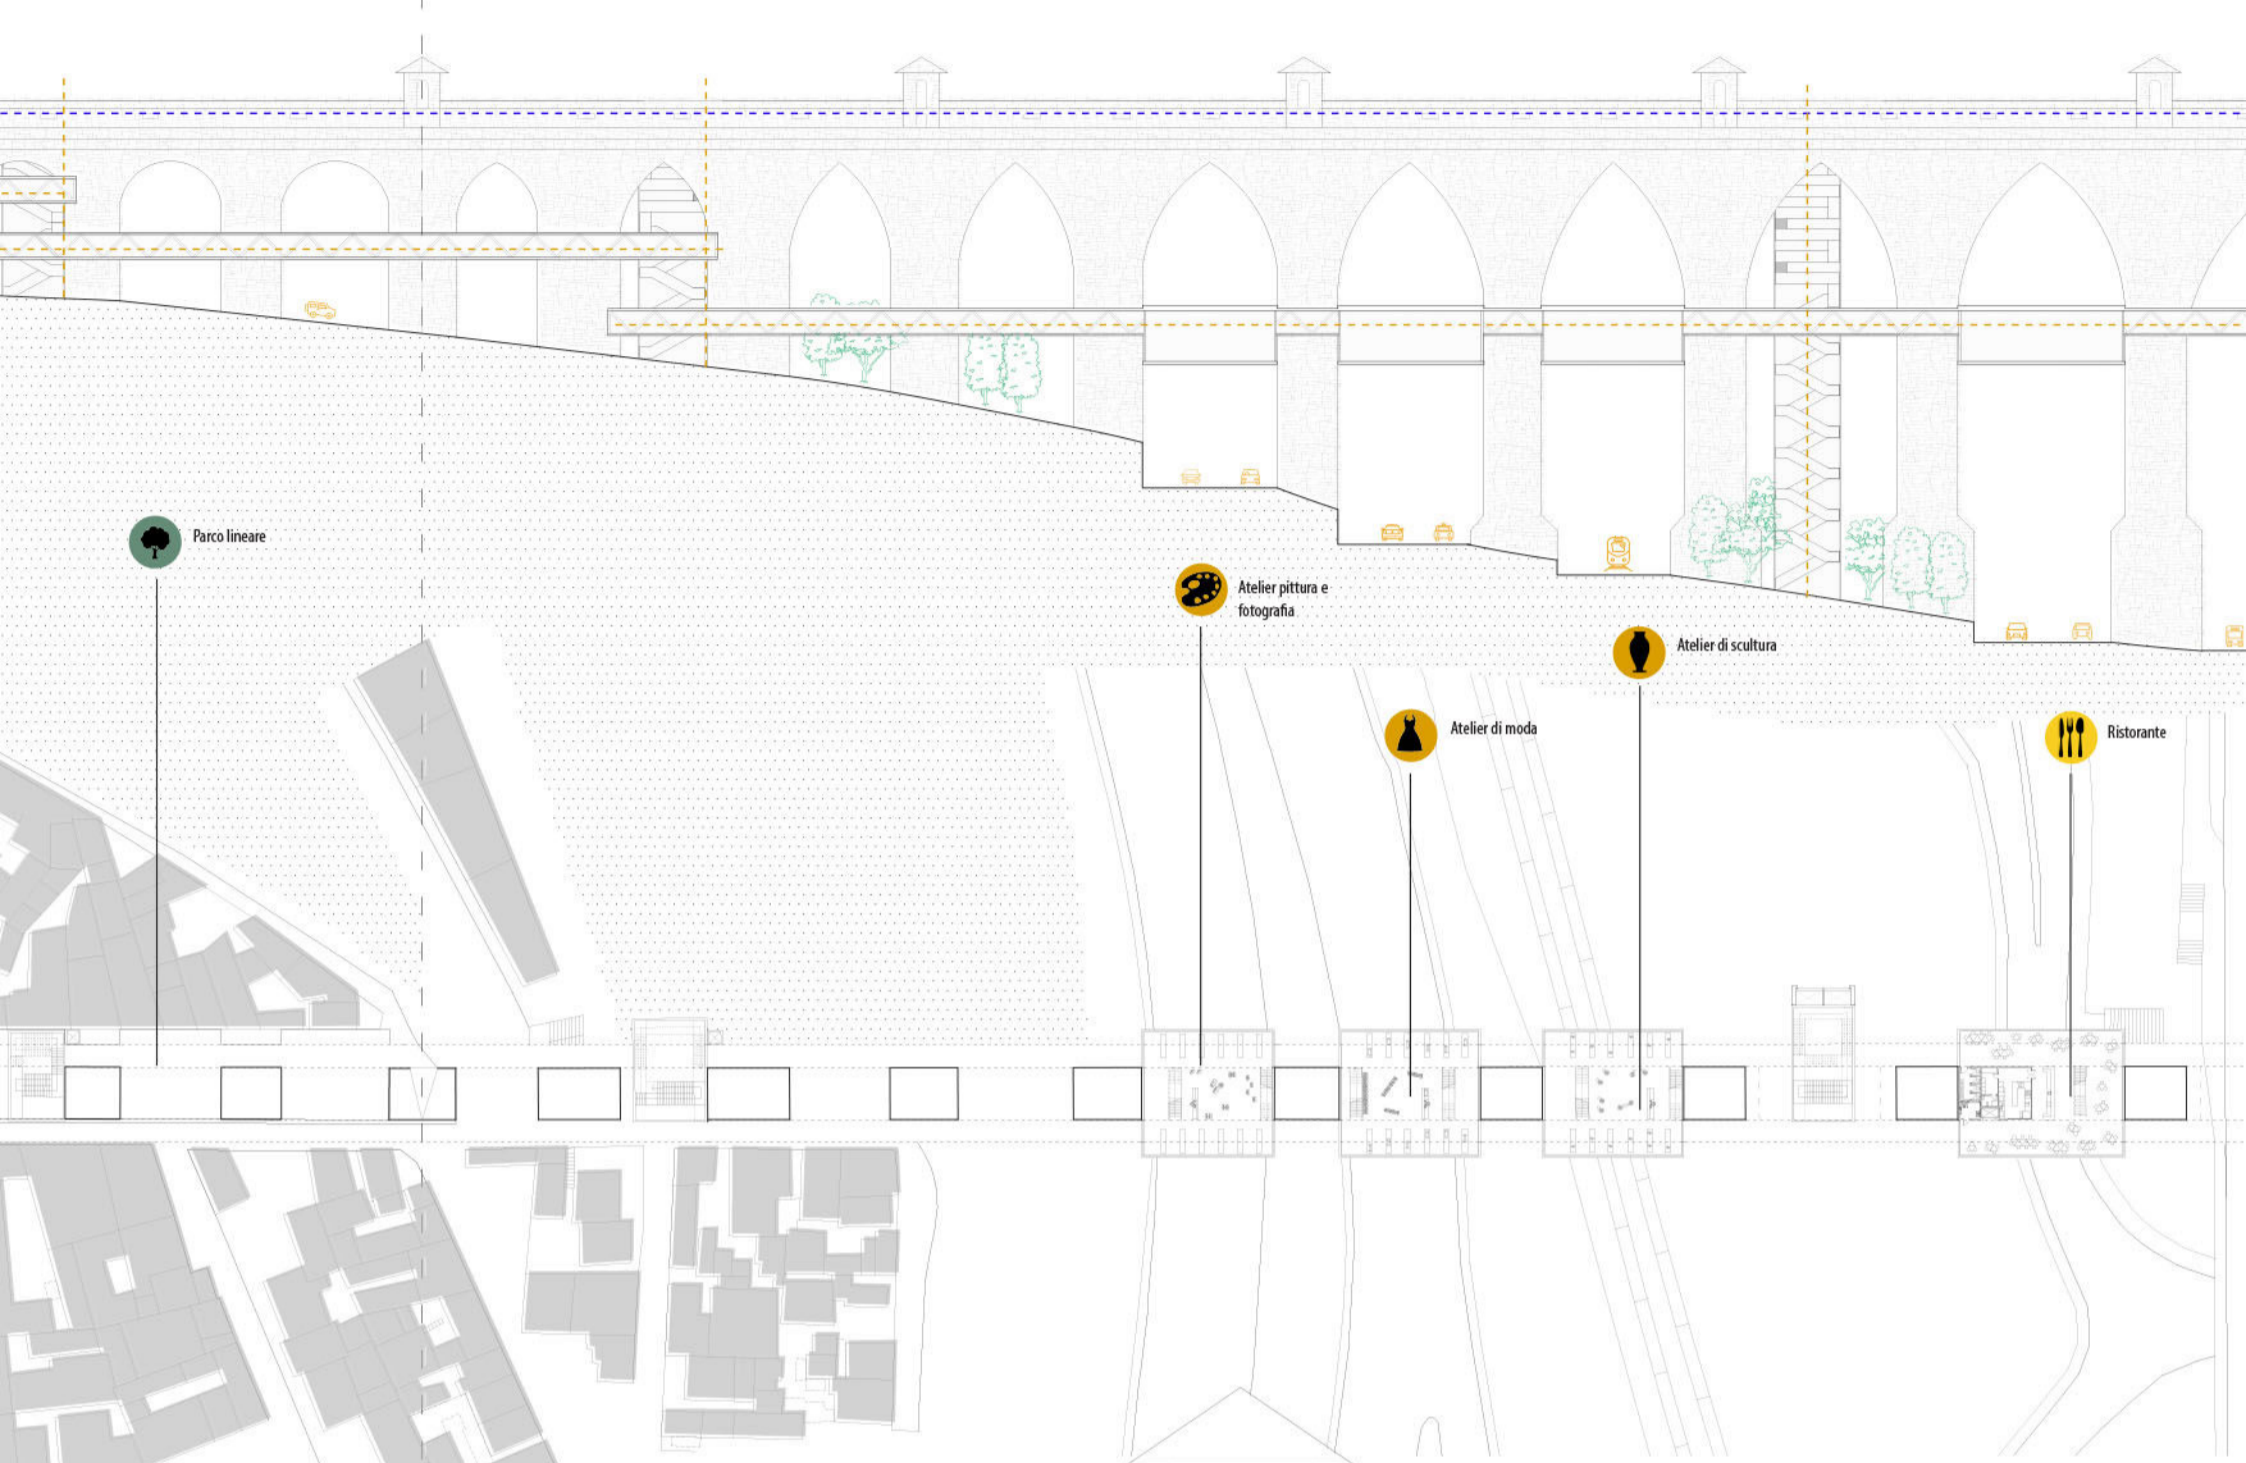 Parco lineare
Atelier pittura e
fotografia
Atelier di scultura
Atelier di moda
Ristorante